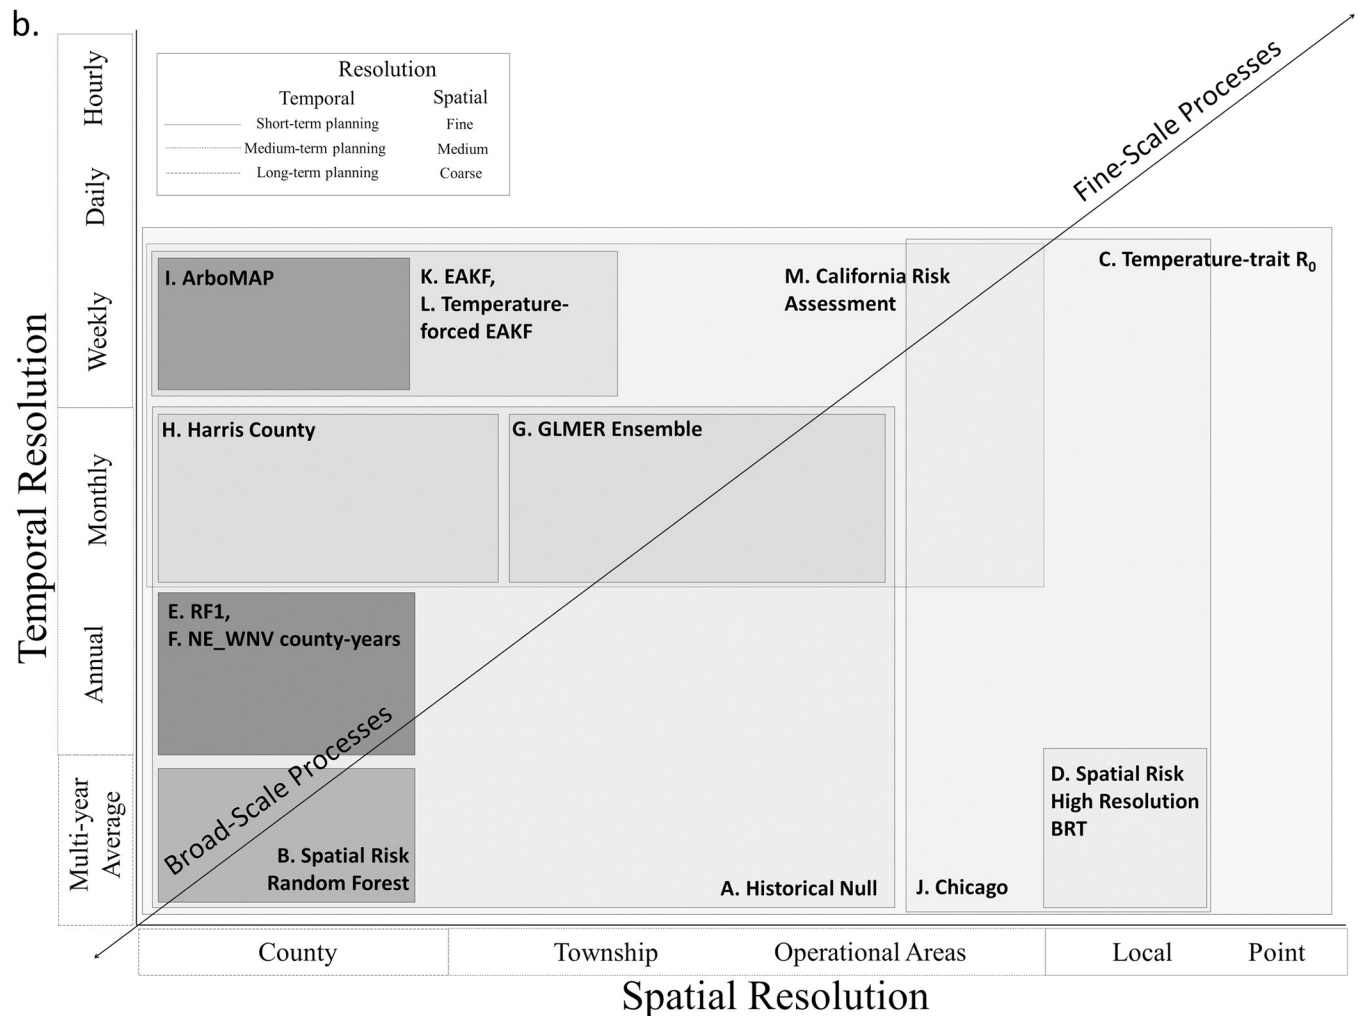 b.
Resolution
Temporal Spatial
Short-term planning Fine
Medium-term planning Medium
Long-term planning Coarse
Fine-Scale Processes
Broad-Scale Processes
Temporal Resolution
Hourly
Daily
Weekly
Monthly
Annual
Multi-year
Average
I. ArboMAP
K. EAKF,
L. Temperature-
forced EAKF
M. California Risk
Assessment
C. Temperature-trait R₀
H. Harris County
G. GLMER Ensemble
E. RF1,
F. NE_WNV county-years
B. Spatial Risk
Random Forest
A. Historical Null
J. Chicago
D. Spatial Risk
High Resolution
BRT
County Township Operational Areas Local Point
Spatial Resolution